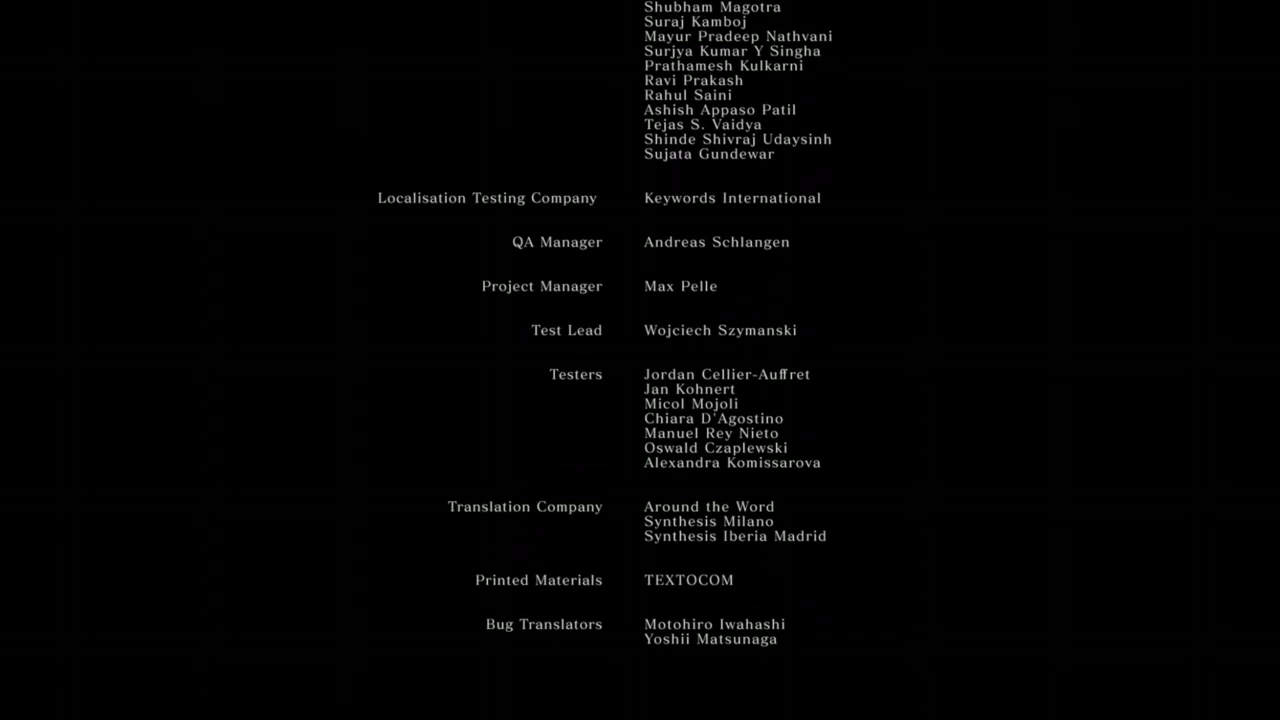 Shubham Magotra
Suraj Kamboj
Mayur Pradeep Nathvani
Surjya Kumar Y Singha
Prathamesh Kulkarni
Ravi Prakash
Rahul Saini
Ashish Appaso Patil
Tejas S. Vaidya
Shinde Shivraj Udaysinh
Sujata Gundewar
Localisation Testing Company Keywords International
QA Manager Andreas Schlangen
Project Manager Max Pelle
Test Lead Wojciech Szymanski
Testers Jordan Cellier-Auffret
Jan Kohnert
Micol Mojoli
Chiara D'Agostino
Manuel Rey Nieto
Oswald Czaplewski
Alexandra Komissarova
Translation Company Around the Word
Synthesis Milano
Synthesis Iberia Madrid
Printed Materials TEXTOCOM
Bug Translators Motohiro Iwahashi
Yoshii Matsunaga